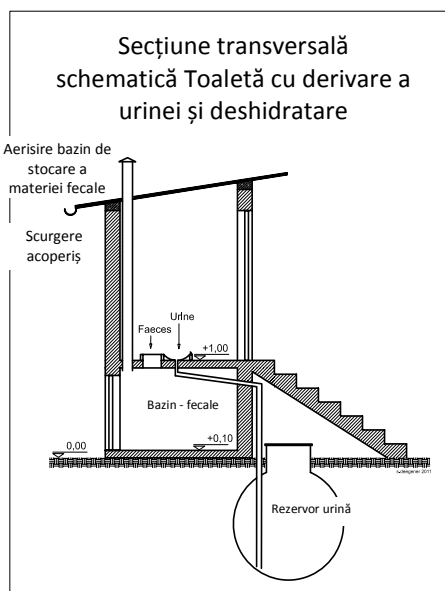 Secțiune transversală
schematică Toaletă cu derivare a
urinei și deshidratare
Aerisire bazin de
stocare a
materiei fecale
Scurgere
acoperiș
Urine
Faeces
+1,00
Bazin - fecale
0,00
+0,10
Rezervor urină